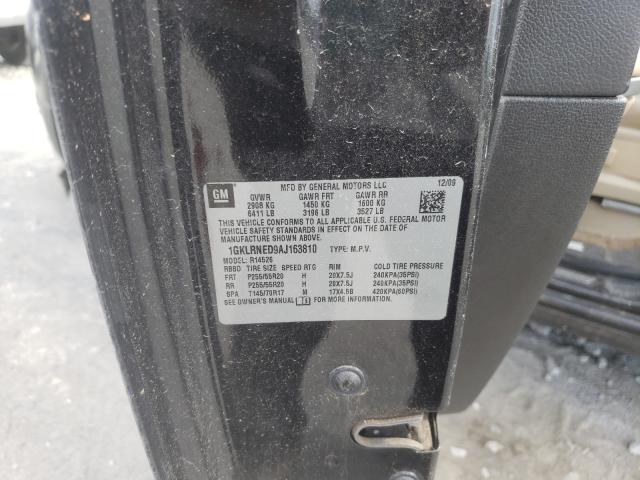 GM
MFD BY GENERAL MOTORS LLC 12/09
GVWR GAWR FRT GAWR RR
2908 KG 1450 KG 1600 KG
6411 LB 3196 LB 3527 LB
THIS VEHICLE CONFORMS TO ALL APPLICABLE U.S. FEDERAL MOTOR
VEHICLE SAFETY STANDARDS IN EFFECT ON THE DATE OF
MANUFACTURE SHOWN ABOVE.
1GKLRNED9AJ163810 TYPE: M.P.V.
MODEL: R14526
RBBD TIRE SIZE SPEED RTG RIM COLD TIRE PRESSURE
FRT P255/55R20 H 20X7.5J 240KPA(35PSI)
RR P255/55R20 H 20X7.5J 240KPA(35PSI)
SPA T145/70R17 M 17X4.5B 420KPA(60PSI)
SEE OWNER'S MANUAL FOR MORE INFORMATION.